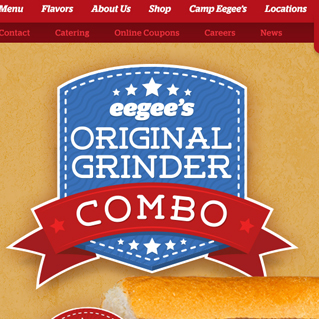 Menu Flavors About Us Shop Camp Eegee's Locations
Contact Catering Online Coupons Careers News
eegee's
ORIGINAL
GRINDER
COMBO